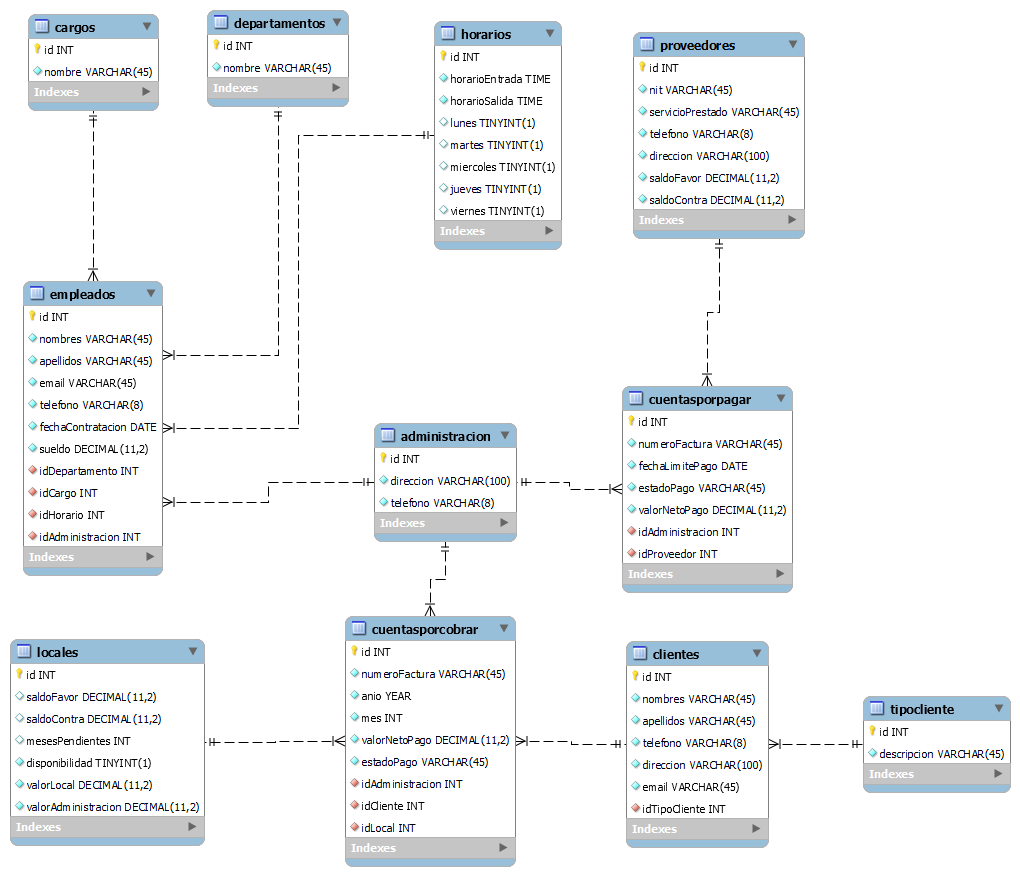 cargos
id INT
nombre VARCHAR(45)
Indexes
departamentos
id INT
nombre VARCHAR(45)
Indexes
horarios
id INT
horarioEntrada TIME
horarioSalida TIME
lunes TINYINT(1)
martes TINYINT(1)
miercoles TINYINT(1)
jueves TINYINT(1)
viernes TINYINT(1)
Indexes
proveedores
id INT
nit VARCHAR(45)
servicioPrestado VARCHAR(45)
telefono VARCHAR(8)
direccion VARCHAR(100)
saldoFavor DECIMAL(11,2)
saldoContra DECIMAL(11,2)
Indexes
empleados
id INT
nombres VARCHAR(45)
apellidos VARCHAR(45)
email VARCHAR(45)
telefono VARCHAR(8)
fechaContratacion DATE
sueldo DECIMAL(11,2)
idDepartamento INT
idCargo INT
idHorario INT
idAdministracion INT
Indexes
administracion
id INT
direccion VARCHAR(100)
telefono VARCHAR(8)
Indexes
cuentasporpagar
id INT
numeroFactura VARCHAR(45)
fechaLimitePago DATE
estadoPago VARCHAR(45)
valorNetoPago DECIMAL(11,2)
idAdministracion INT
idProveedor INT
Indexes
locales
id INT
saldoFavor DECIMAL(11,2)
saldoContra DECIMAL(11,2)
mesesPendientes INT
disponibilidad TINYINT(1)
valorLocal DECIMAL(11,2)
valorAdministracion DECIMAL(11,2)
Indexes
cuentasporcobrar
id INT
numeroFactura VARCHAR(45)
anio YEAR
mes INT
valorNetoPago DECIMAL(11,2)
estadoPago VARCHAR(45)
idAdministracion INT
idCliente INT
idLocal INT
Indexes
clientes
id INT
nombres VARCHAR(45)
apellidos VARCHAR(45)
telefono VARCHAR(8)
direccion VARCHAR(100)
email VARCHAR(45)
idTipoCliente INT
Indexes
tipocliente
id INT
descripcion VARCHAR(45)
Indexes